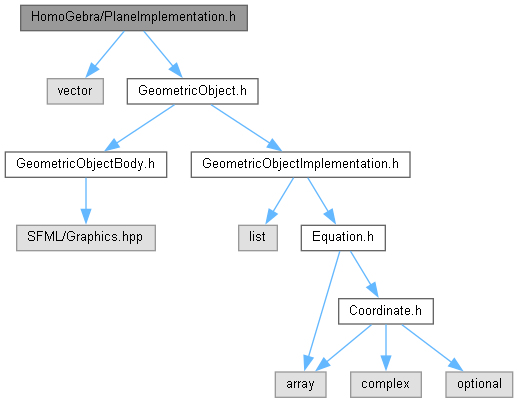 HomoGebra/PlaneImplementation.h
vector
GeometricObject.h
GeometricObjectBody.h
GeometricObjectImplementation.h
SFML/Graphics.hpp
list
Equation.h
Coordinate.h
array
complex
optional